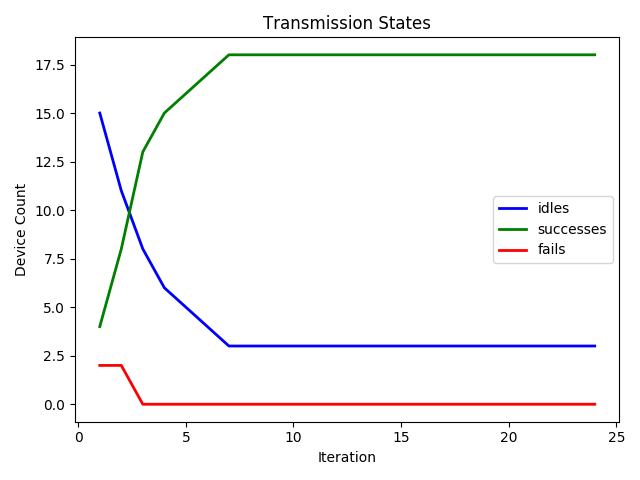 Transmission States
Device Count
17.5
15.0
12.5
10.0
7.5
5.0
2.5
0.0
idles
successes
fails
0 5 10 15 20 25
Iteration